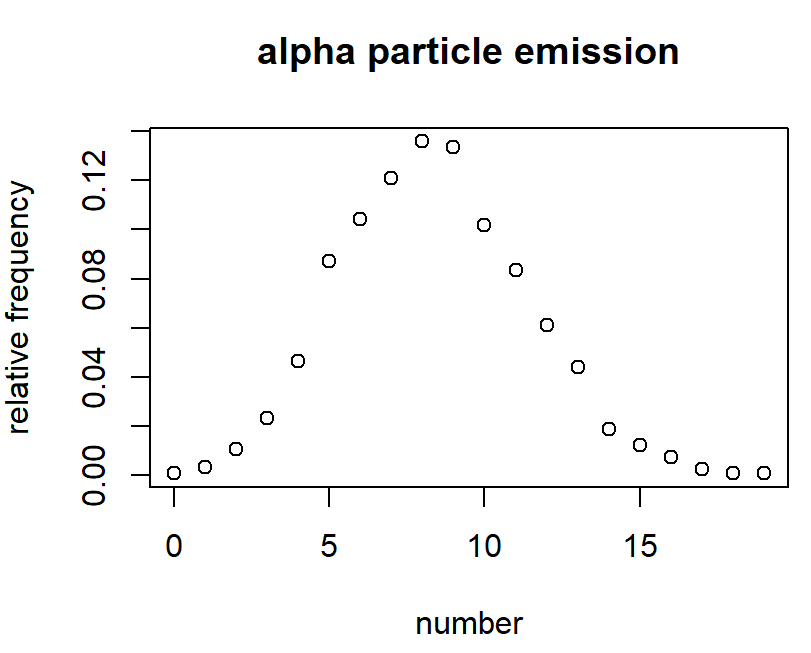 alpha particle emission
relative frequency
0.12
0.08
0.04
0.00
0 5 10 15
number